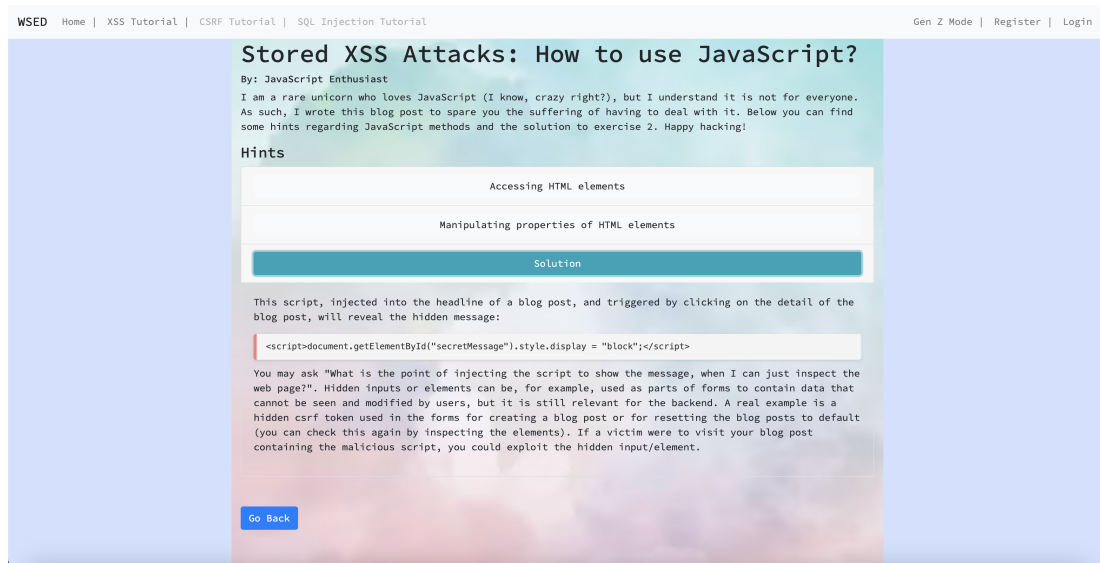 WSED Home | XSS Tutorial | CSRF Tutorial | SQL Injection Tutorial Gen Z Mode | Register | Login
Stored XSS Attacks: How to use JavaScript?
By: JavaScript Enthusiast
I am a rare unicorn who loves JavaScript (I know, crazy right?), but I understand it is not for everyone.
As such, I wrote this blog post to spare you the suffering of having to deal with it. Below you can find
some hints regarding JavaScript methods and the solution to exercise 2. Happy hacking!
Hints
Accessing HTML elements
Manipulating properties of HTML elements
Solution
This script, injected into the headline of a blog post, and triggered by clicking on the detail of the
blog post, will reveal the hidden message:
<script>document.getElementById("secretMessage").style.display = "block";</script>
You may ask "What is the point of injecting the script to show the message, when I can just inspect the
web page?". Hidden inputs or elements can be, for example, used as parts of forms to contain data that
cannot be seen and modified by users, but it is still relevant for the backend. A real example is a
hidden csrf token used in the forms for creating a blog post or for resetting the blog posts to default
(you can check this again by inspecting the elements). If a victim were to visit your blog post
containing the malicious script, you could exploit the hidden input/element.
Go Back